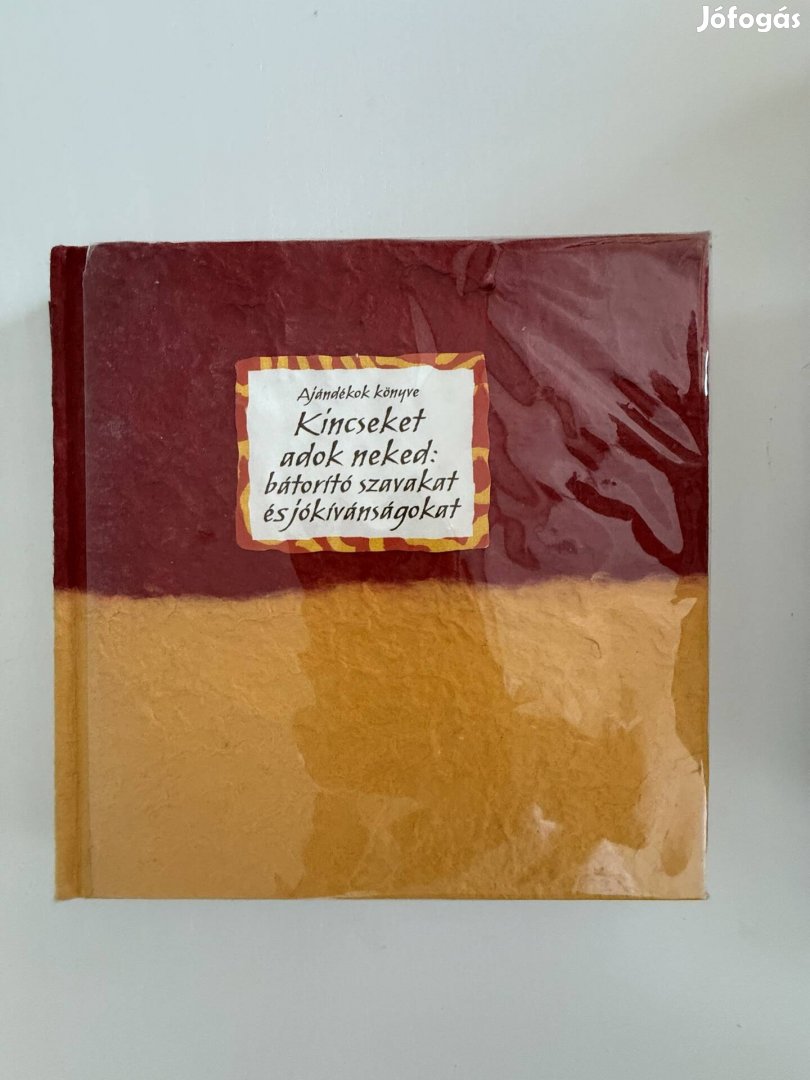 Jófogás
Ajándékok könyve
Kincseket
adok neked:
bátorító szavakat
és jókívánságokat